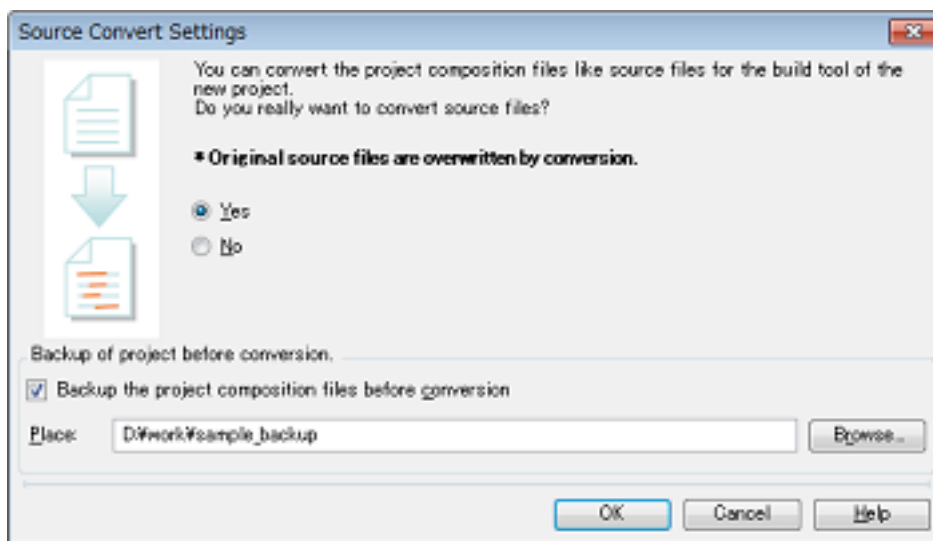 Source Convert Settings
You can convert the project composition files like source files for the build tool of the
new project.
Do you really want to convert source files?
* Original source files are overwritten by conversion.
Yes
No
Backup of project before conversion.
Backup the project composition files before conversion
Place: D:¥work¥sample_backup Browse...
OK Cancel Help